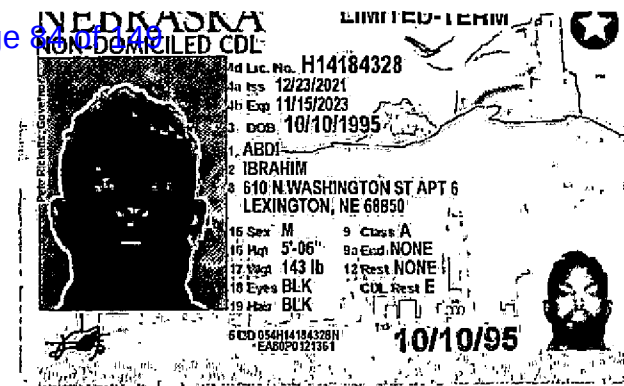 NEBRASKA LIMITED-TERM
NON-DOMICILED CDL
e 84 of 149
4d Lic. No. H14184328
4a Iss 12/23/2021
4b Exp 11/15/2023
3. DOB 10/10/1995
1. ABDI
2 IBRAHIM
8 610 N WASHINGTON ST APT 6
LEXINGTON, NE 68850
15 Sex M 9 Class A
16 Hgt 5'-06" 9a End NONE
17 Wgt 143 lb 12 Rest NONE
18 Eyes BLK CDL Rest E
19 Hair BLK
5 DD 054H14184328N
10/10/95
Pete Ricketts, Governor